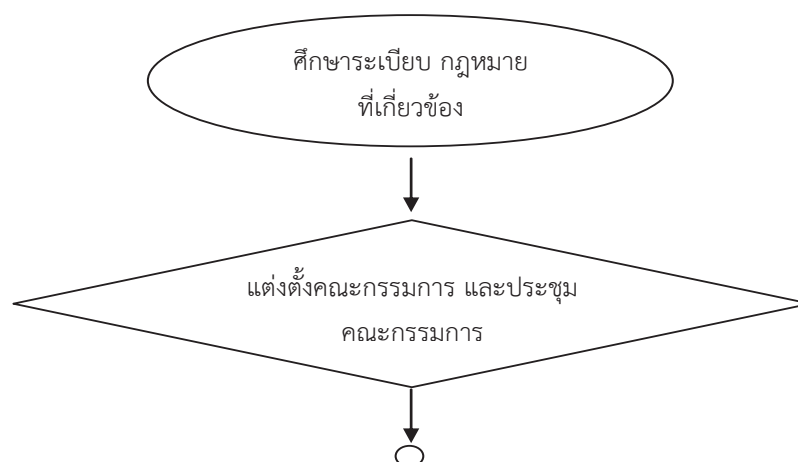 ศึกษาระเบียบ กฎหมาย
ที่เกี่ยวข้อง
แต่งตั้งคณะกรรมการ และประชุม
คณะกรรมการ